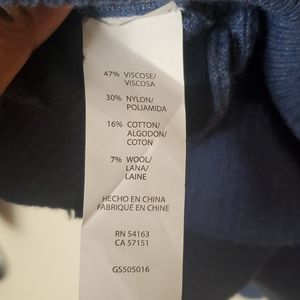 47% VISCOSE/
VISCOSA
30% NYLON/
POLIAMIDA
16% COTTON/
ALGODON/
COTON
7% WOOL/
LANA/
LAINE
HECHO EN CHINA
FABRIQUÉ EN CHINE
RN 54163
CA 57151
GS505016